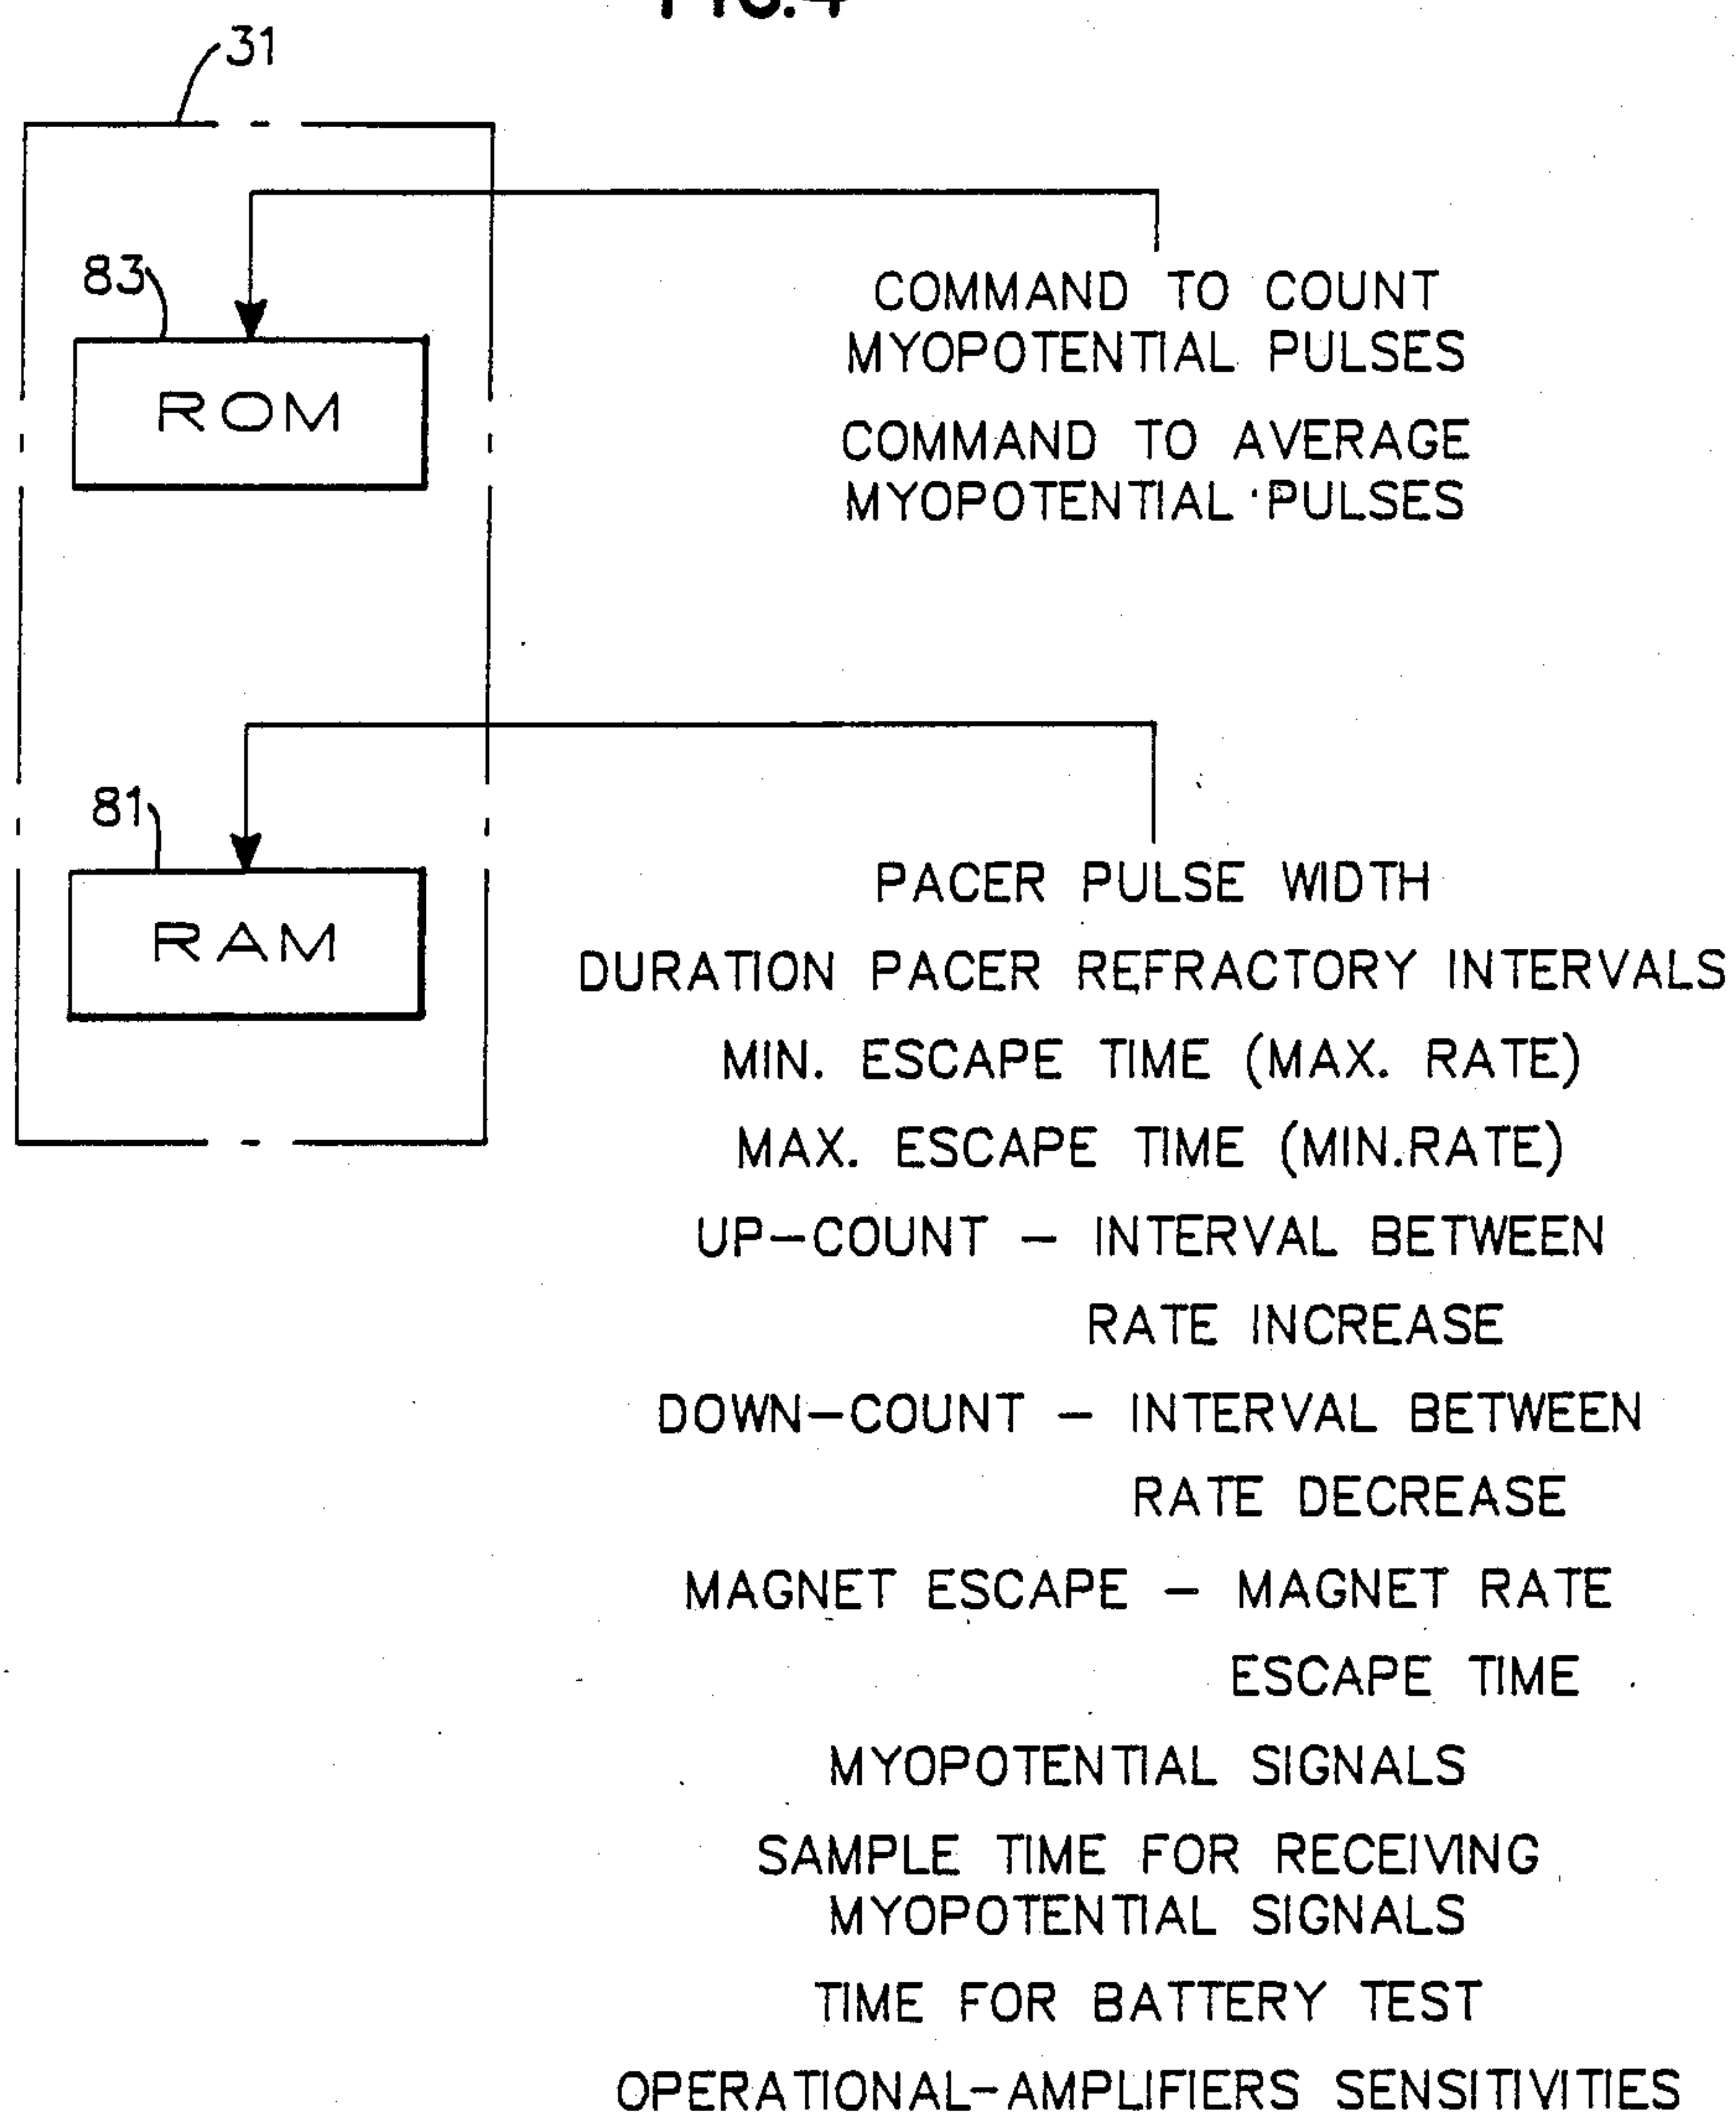 FIG.4
31
83
ROM
COMMAND TO COUNT
MYOPOTENTIAL PULSES
COMMAND TO AVERAGE
MYOPOTENTIAL PULSES
81
RAM
PACER PULSE WIDTH
DURATION PACER REFRACTORY INTERVALS
MIN. ESCAPE TIME (MAX. RATE)
MAX. ESCAPE TIME (MIN.RATE)
UP-COUNT - INTERVAL BETWEEN
RATE INCREASE
DOWN-COUNT - INTERVAL BETWEEN
RATE DECREASE
MAGNET ESCAPE - MAGNET RATE
ESCAPE TIME
MYOPOTENTIAL SIGNALS
SAMPLE TIME FOR RECEIVING
MYOPOTENTIAL SIGNALS
TIME FOR BATTERY TEST
OPERATIONAL-AMPLIFIERS SENSITIVITIES